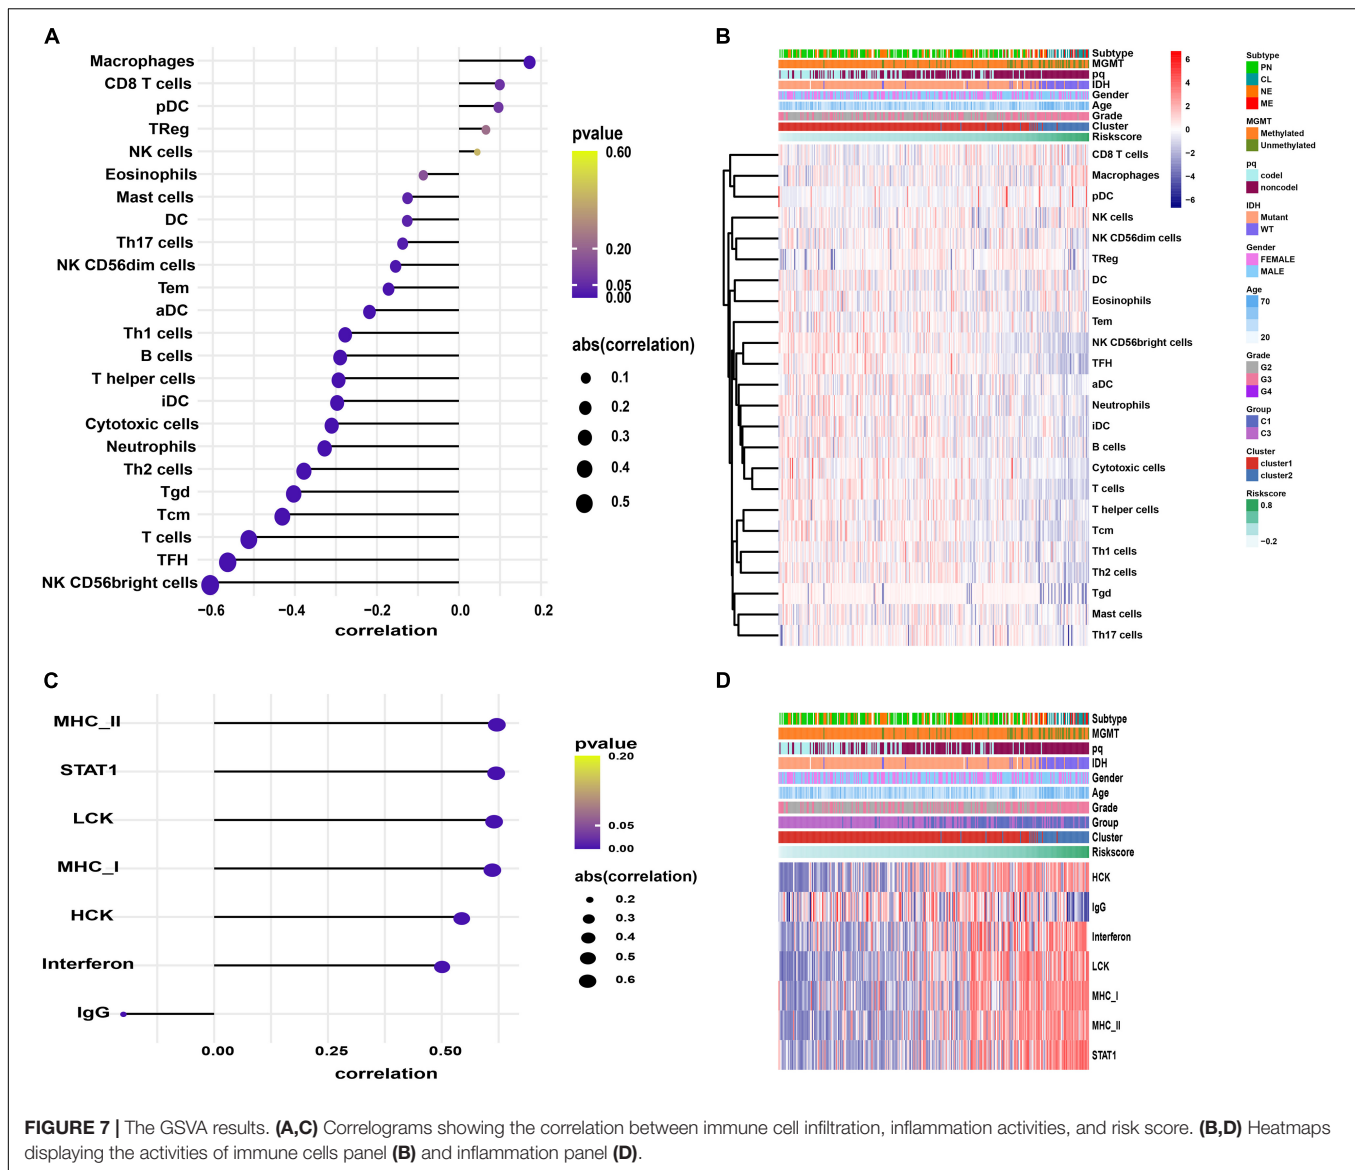 A
Macrophages
CD8 T cells
pDC
TReg
NK cells
Eosinophils
Mast cells
DC
Th17 cells
NK CD56dim cells
Tem
aDC
Th1 cells
B cells
T helper cells
iDC
Cytotoxic cells
Neutrophils
Th2 cells
Tgd
Tcm
T cells
TFH
NK CD56bright cells
−0.6 −0.4 −0.2 0.0 0.2
correlation
pvalue
0.60
0.20
0.05
0.00
abs(correlation)
0.1
0.2
0.3
0.4
0.5
B
Subtype
MGMT
pq
IDH
Gender
Age
Grade
Cluster
Riskscore
CD8 T cells
Macrophages
pDC
NK cells
NK CD56dim cells
TReg
DC
Eosinophils
Tem
NK CD56bright cells
TFH
aDC
Neutrophils
iDC
B cells
Cytotoxic cells
T cells
T helper cells
Tcm
Th1 cells
Th2 cells
Tgd
Mast cells
Th17 cells
6
4
2
0
−2
−4
−6
Subtype
PN
CL
NE
ME
MGMT
Methylated
Unmethylated
pq
codel
noncodel
IDH
Mutant
WT
Gender
FEMALE
MALE
Age
70
20
Grade
G2
G3
G4
Group
C1
C3
Cluster
cluster1
cluster2
Riskscore
0.8
−0.2
C
MHC_II
STAT1
LCK
MHC_I
HCK
Interferon
IgG
0.00 0.25 0.50
correlation
pvalue
0.20
0.05
0.00
abs(correlation)
0.2
0.3
0.4
0.5
0.6
D
Subtype
MGMT
pq
IDH
Gender
Age
Grade
Group
Cluster
Riskscore
HCK
IgG
Interferon
LCK
MHC_I
MHC_II
STAT1
FIGURE 7 | The GSVA results. (A,C) Correlograms showing the correlation between immune cell infiltration, inflammation activities, and risk score. (B,D) Heatmaps
displaying the activities of immune cells panel (B) and inflammation panel (D).